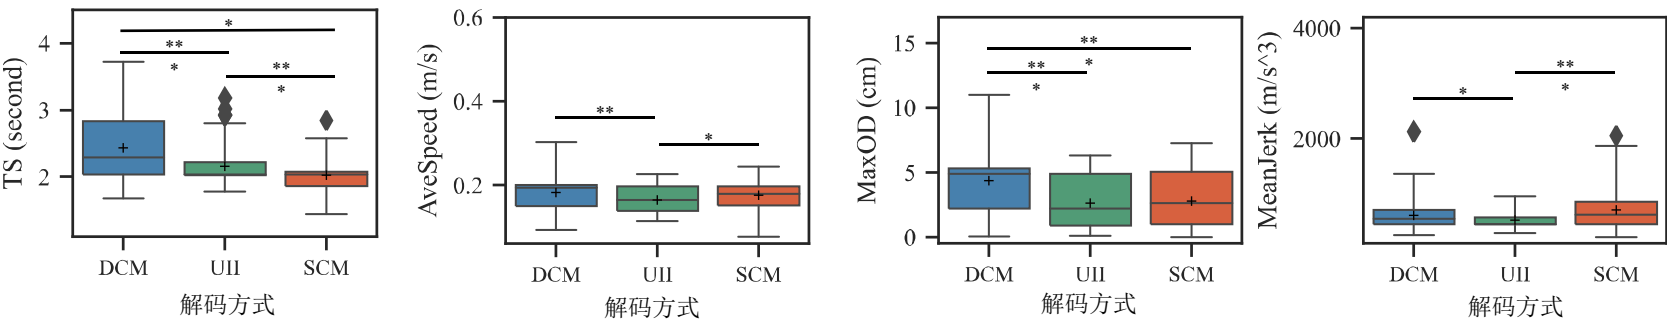 TS (second)
4
3
2
*
**
*
**
*
DCM UII SCM
解码方式
AveSpeed (m/s)
0.6
0.4
0.2
**
*
DCM UII SCM
解码方式
MaxOD (cm)
15
10
5
0
**
**
*
*
DCM UII SCM
解码方式
MeanJerk (m/s^3)
4000
2000
**
*
*
DCM UII SCM
解码方式